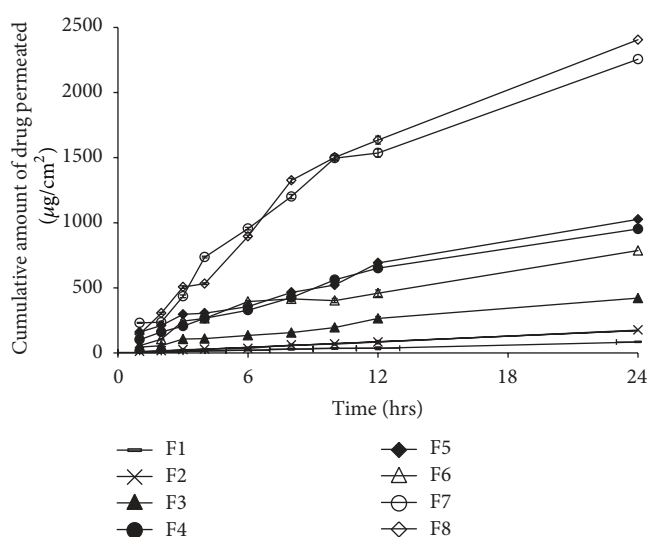 Cumulative amount of drug permeated
(μg/cm²)
2500
2000
1500
1000
500
0
0
6
12
18
24
Time (hrs)
F1
F2
F3
F4
F5
F6
F7
F8